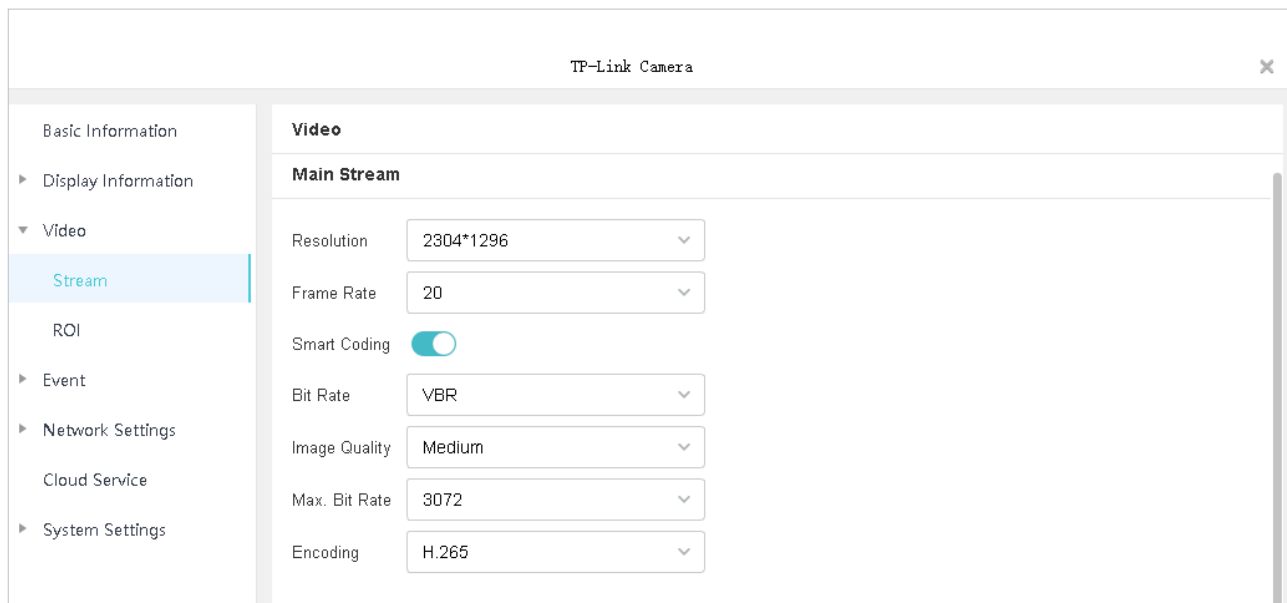 TP-Link Camera
Basic Information
Display Information
Video
Stream
ROI
Event
Network Settings
Cloud Service
System Settings
Video
Main Stream
Resolution 2304*1296
Frame Rate 20
Smart Coding
Bit Rate VBR
Image Quality Medium
Max. Bit Rate 3072
Encoding H.265